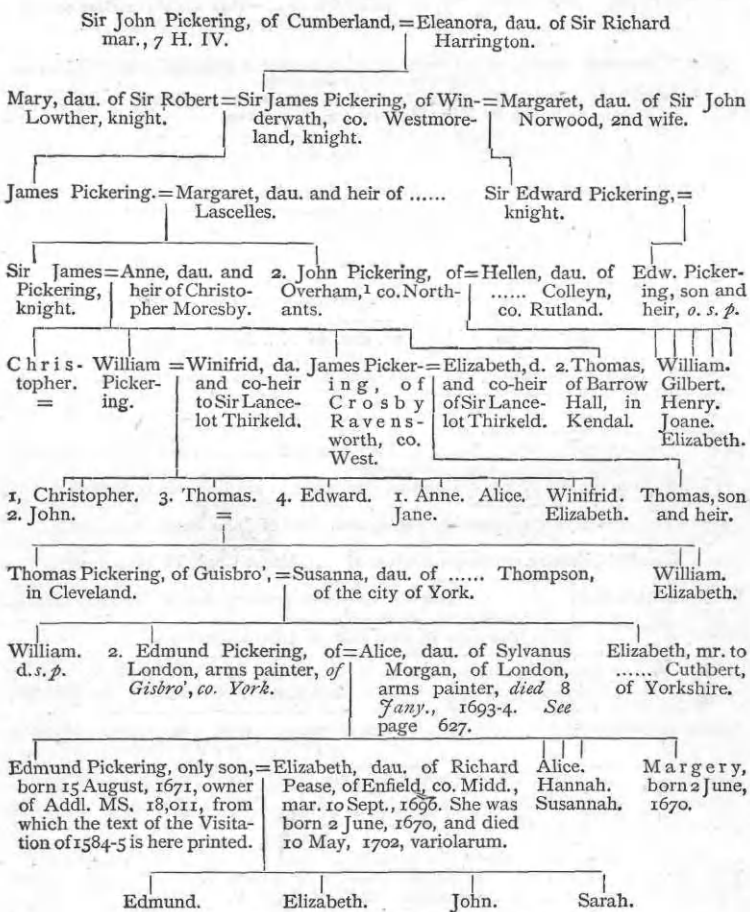 Sir John Pickering, of Cumberland,=Eleanora, dau. of Sir Richard
mar., 7 H. IV. Harrington.
Mary, dau. of Sir Robert=Sir James Pickering, of Win-=Margaret, dau. of Sir John
Lowther, knight. derwath, co. Westmore- Norwood, 2nd wife.
land, knight.
James Pickering.=Margaret, dau. and heir of ...... Sir Edward Pickering,=
Lascelles. knight.
Sir James=Anne, dau. and 2. John Pickering, of=Hellen, dau. of Edw. Picker-
Pickering, heir of Christo- Overham,¹ co. North- ...... Colleyn, ing, son and
knight. pher Moresby. ants. co. Rutland. heir, o. s. p.
Chris- William =Winifrid, da. James Picker-=Elizabeth, d. 2. Thomas, William.
topher. Picker- and co-heir ing, of and co-heir of Barrow Gilbert.
= ing. to Sir Lance- Crosby of Sir Lance- Hall, in Henry.
lot Thirkeld. Ravens- lot Thirkeld. Kendal. Joane.
worth, co. Elizabeth.
West.
1, Christopher. 3. Thomas. 4. Edward. 1. Anne. Alice. Winifrid. Thomas, son
2. John. = Jane. Elizabeth. and heir.
Thomas Pickering, of Guisbro', =Susanna, dau. of ...... Thompson, William.
in Cleveland. of the city of York. Elizabeth.
William. 2. Edmund Pickering, of=Alice, dau. of Sylvanus Elizabeth, mr. to
d.s.p. London, arms painter, of Morgan, of London, ...... Cuthbert,
Gisbro', co. York. arms painter, died 8 of Yorkshire.
Jany., 1693-4. See
page 627.
Edmund Pickering, only son,=Elizabeth, dau. of Richard Alice. Margery,
born 15 August, 1671, owner Pease, of Enfield, co. Midd., Hannah. born 2 June,
of Addl. MS. 18,011, from mar. 10 Sept., 1696. She was Susannah. 1670.
which the text of the Visita- born 2 June, 1670, and died
tion of 1584-5 is here printed. 10 May, 1702, variolarum.
Edmund. Elizabeth. John. Sarah.